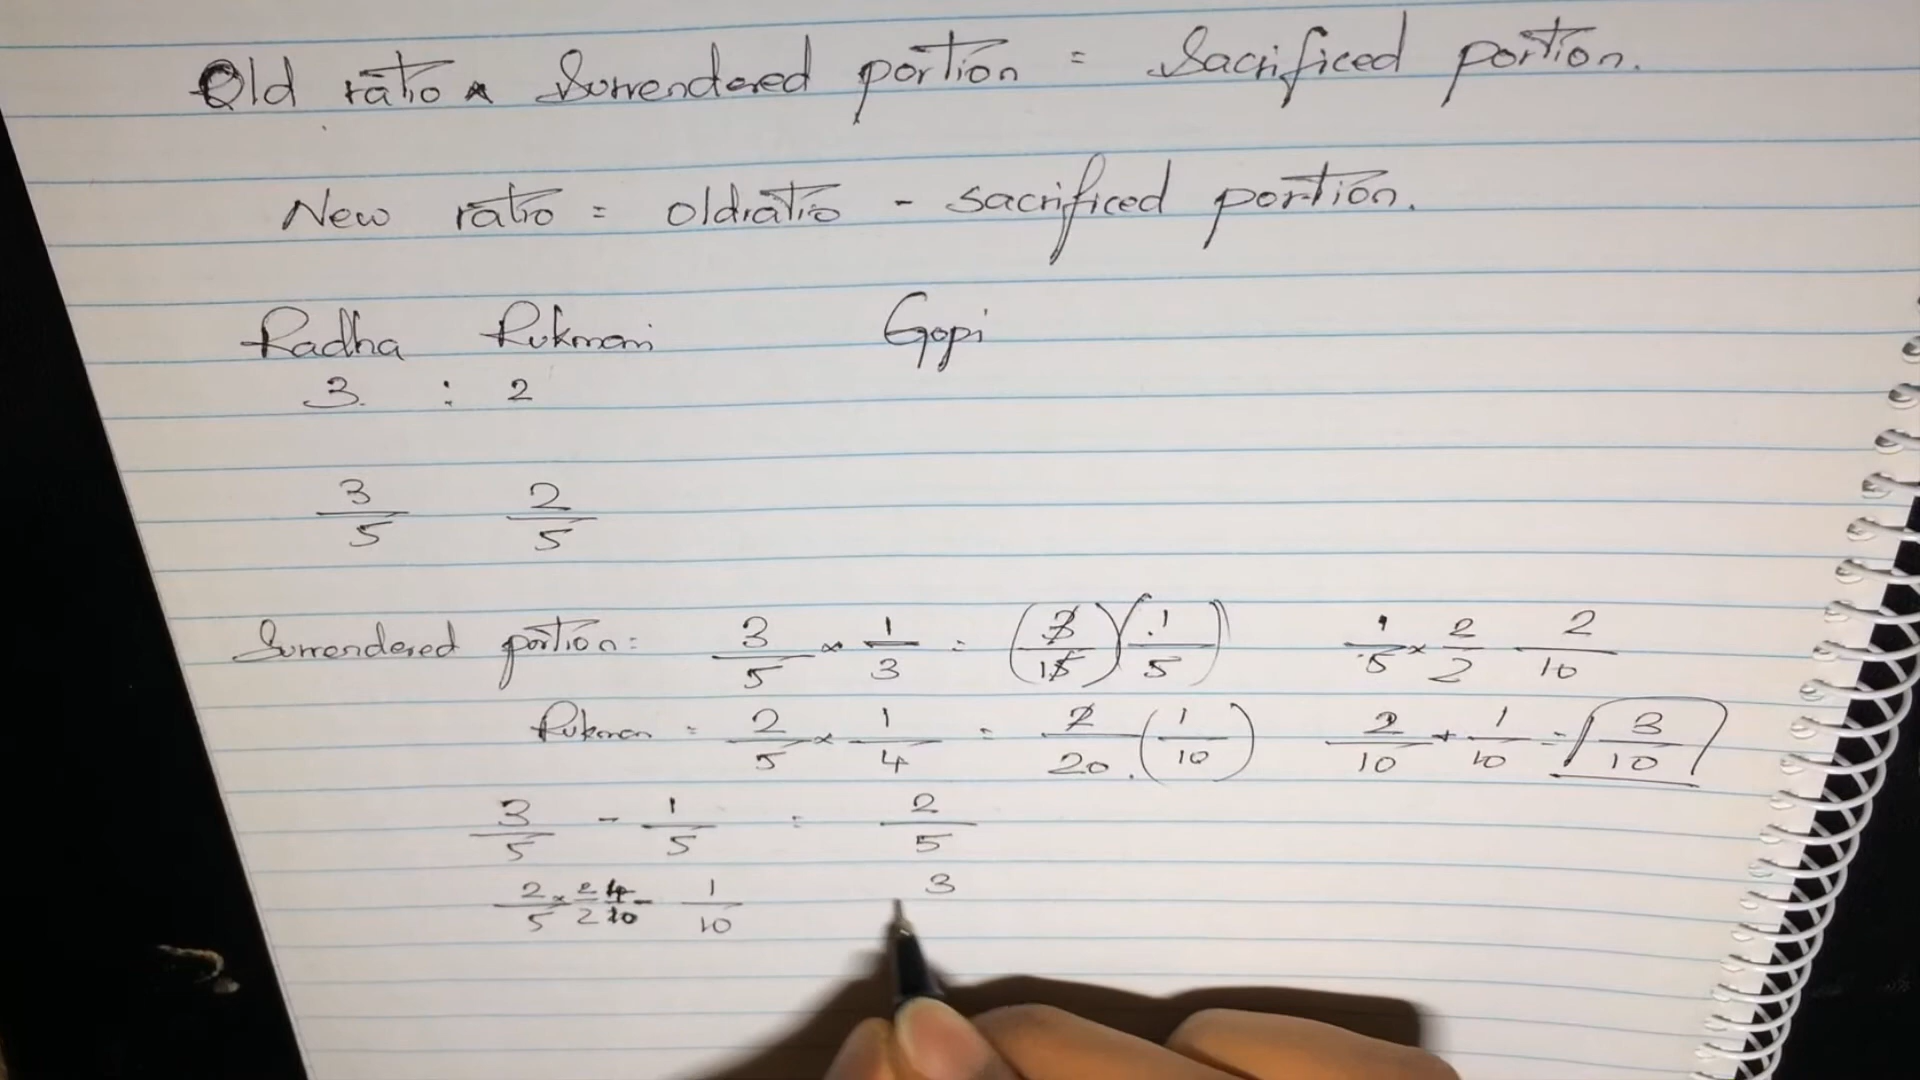 Old ratio × Surrendered portion = Sacrificed portion.
New ratio = oldratio - sacrificed portion.
Radha Rukmani Gopi
3 : 2
3/5 2/5
Surrendered portion = 3/5 × 1/3 = (3/15)(1/5) 1/5 × 2/2 2/10
Rukman = 2/5 × 1/4 = 2/20 (1/10) 2/10 + 1/10 = 3/10
3/5 - 1/5 = 2/5
2/5 × 2/2 4/10 - 1/10 3